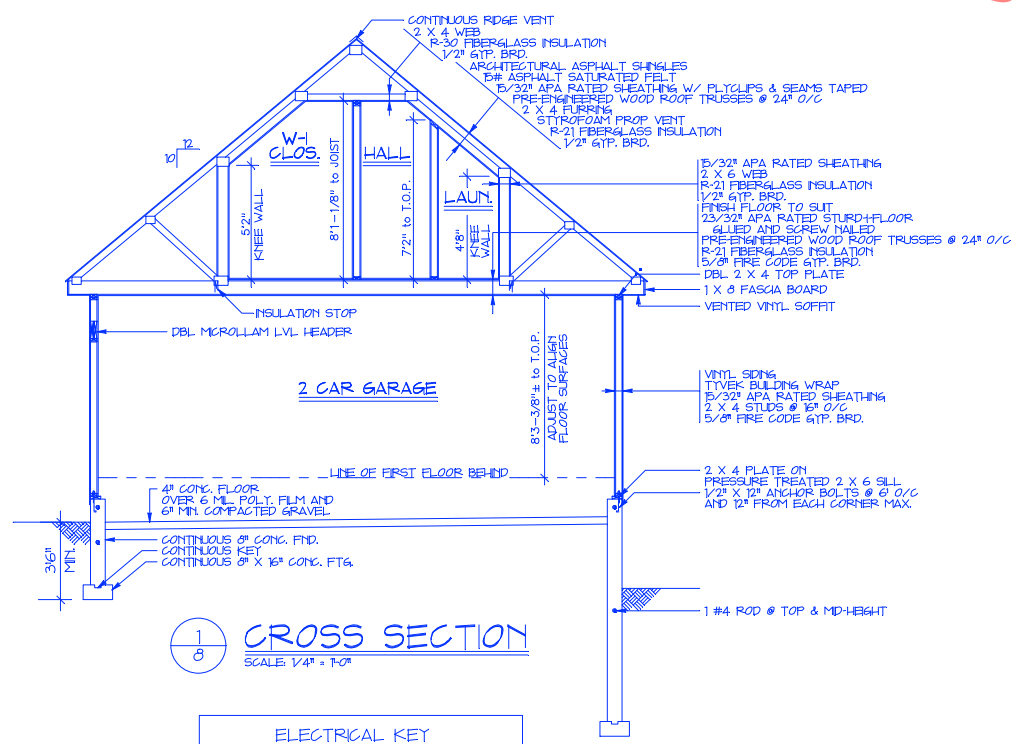 CONTINUOUS RIDGE VENT
2 X 4 WEB
R-30 FIBERGLASS INSULATION
1/2" GYP. BRD.
ARCHITECTURAL ASPHALT SHINGLES
15# ASPHALT SATURATED FELT
15/32" APA RATED SHEATHING W/ PLYCLIPS & SEAMS TAPED
PRE-ENGINEERED WOOD ROOF TRUSSES @ 24" O/C
2 X 4 FURRING
STYROFOAM PROP VENT
R-21 FIBERGLASS INSULATION
1/2" GYP. BRD.
12
10
W-I
CLOS.
HALL
LAUN.
5'2"
KNEE WALL
8'1-1/8" to JOIST
7'2" to T.O.P.
4'8"
KNEE
WALL
15/32" APA RATED SHEATHING
2 X 6 WEB
R-21 FIBERGLASS INSULATION
1/2" GYP. BRD.
FINISH FLOOR TO SUIT
23/32" APA RATED STURD-I-FLOOR
GLUED AND SCREW NAILED
PRE-ENGINEERED WOOD ROOF TRUSSES @ 24" O/C
R-21 FIBERGLASS INSULATION
5/8" FIRE CODE GYP. BRD.
DBL. 2 X 4 TOP PLATE
1 X 8 FASCIA BOARD
VENTED VINYL SOFFIT
INSULATION STOP
DBL MICROLLAM LVL HEADER
2 CAR GARAGE
8'3-3/8"± to T.O.P.
ADJUST TO ALIGN
FLOOR SURFACES
VINYL SIDING
TYVEK BUILDING WRAP
15/32" APA RATED SHEATHING
2 X 4 STUDS @ 16" O/C
5/8" FIRE CODE GYP. BRD.
LINE OF FIRST FLOOR BEHIND
4" CONC. FLOOR
OVER 6 MIL POLY. FILM AND
6" MIN. COMPACTED GRAVEL
2 X 4 PLATE ON
PRESSURE TREATED 2 X 6 SILL
1/2" X 12" ANCHOR BOLTS @ 6' O/C
AND 12" FROM EACH CORNER MAX.
3'6"
MIN.
CONTINUOUS 8" CONC. FND.
CONTINUOUS KEY
CONTINUOUS 8" X 16" CONC. FTG.
1 #4 ROD @ TOP & MID-HEIGHT
1
8
CROSS SECTION
SCALE: 1/4" = 1'-0"
ELECTRICAL KEY